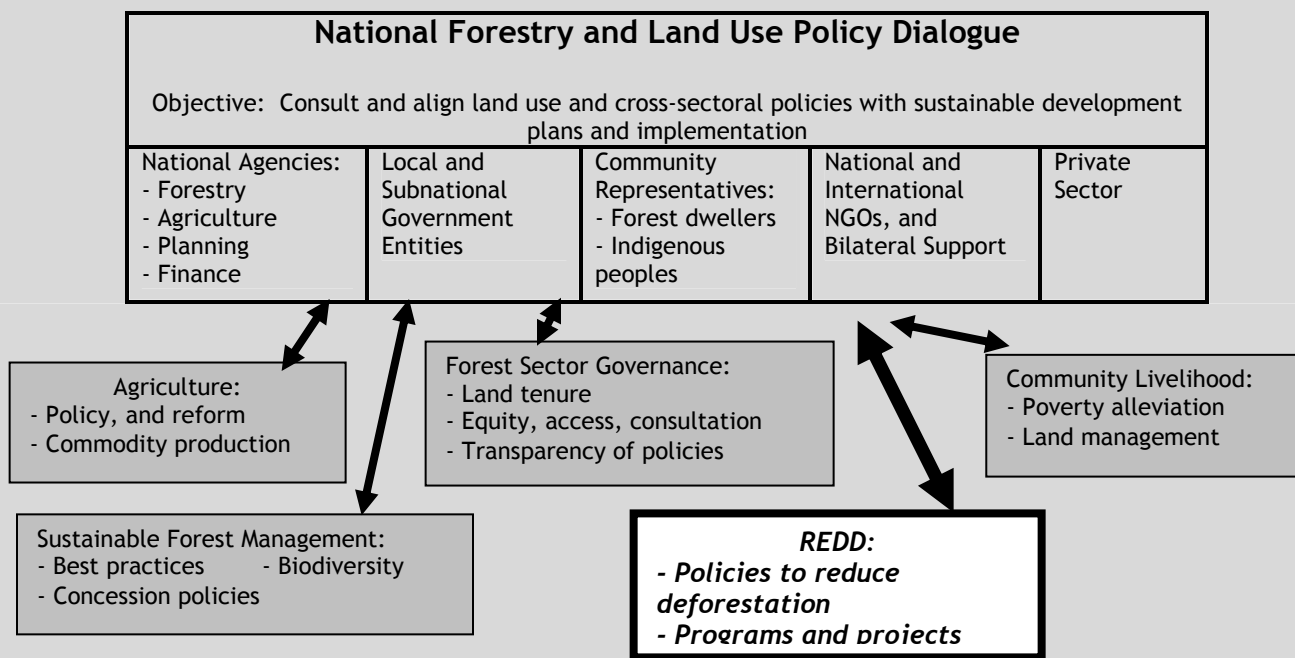 National Forestry and Land Use Policy Dialogue
Objective: Consult and align land use and cross-sectoral policies with sustainable development
plans and implementation
National Agencies:
- Forestry
- Agriculture
- Planning
- Finance
Local and
Subnational
Government
Entities
Community
Representatives:
- Forest dwellers
- Indigenous
peoples
National and
International
NGOs, and
Bilateral Support
Private
Sector
Agriculture:
- Policy, and reform
- Commodity production
Forest Sector Governance:
- Land tenure
- Equity, access, consultation
- Transparency of policies
Community Livelihood:
- Poverty alleviation
- Land management
Sustainable Forest Management:
- Best practices - Biodiversity
- Concession policies
REDD:
- Policies to reduce
deforestation
- Programs and projects